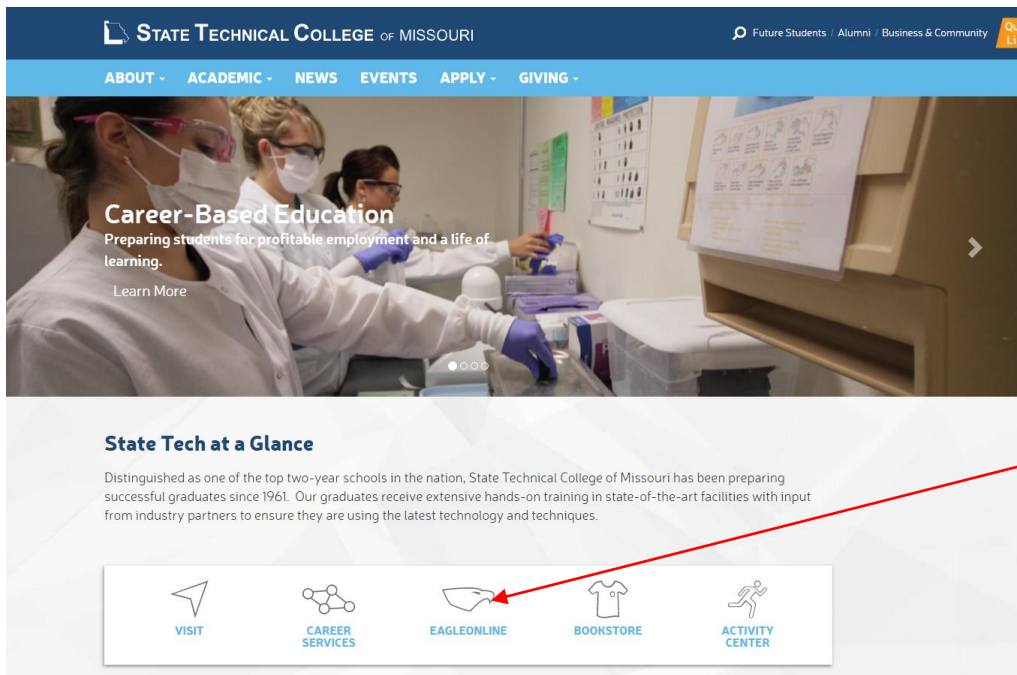 STATE TECHNICAL COLLEGE OF MISSOURI
Future Students / Alumni / Business & Community
ABOUT ACADEMIC NEWS EVENTS APPLY GIVING
Career-Based Education
Preparing students for profitable employment and a life of
learning.
Learn More
State Tech at a Glance
Distinguished as one of the top two-year schools in the nation, State Technical College of Missouri has been preparing
successful graduates since 1961. Our graduates receive extensive hands-on training in state-of-the-art facilities with input
from industry partners to ensure they are using the latest technology and techniques.
VISIT
CAREER
SERVICES
EAGLEONLINE
BOOKSTORE
ACTIVITY
CENTER